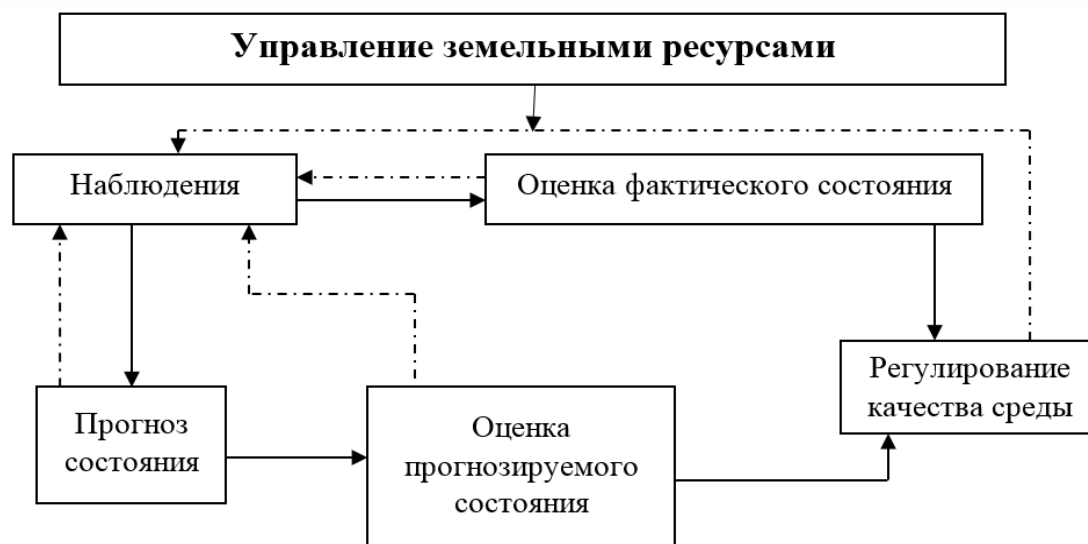 Управление земельными ресурсами
Наблюдения
Оценка фактического состояния
Регулирование
качества среды
Прогноз
состояния
Оценка
прогнозируемого
состояния